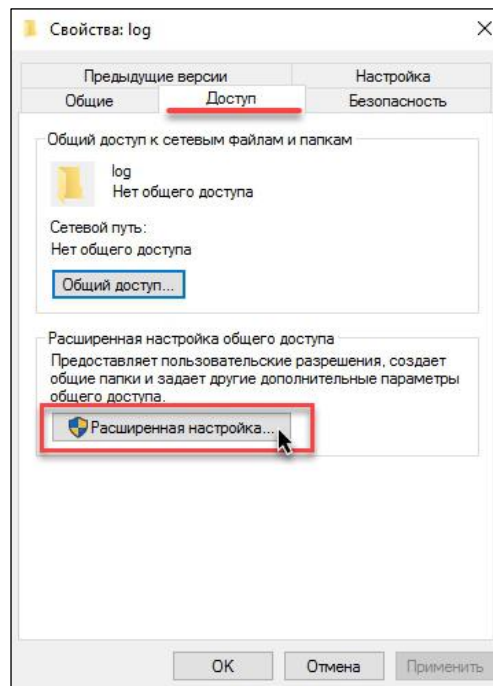 Свойства: log
Предыдущие версии Настройка
Общие Доступ Безопасность
Общий доступ к сетевым файлам и папкам
log
Нет общего доступа
Сетевой путь:
Нет общего доступа
Общий доступ...
Расширенная настройка общего доступа
Предоставляет пользовательские разрешения, создает
общие папки и задает другие дополнительные параметры
общего доступа.
Расширенная настройка...
OK Отмена Применить